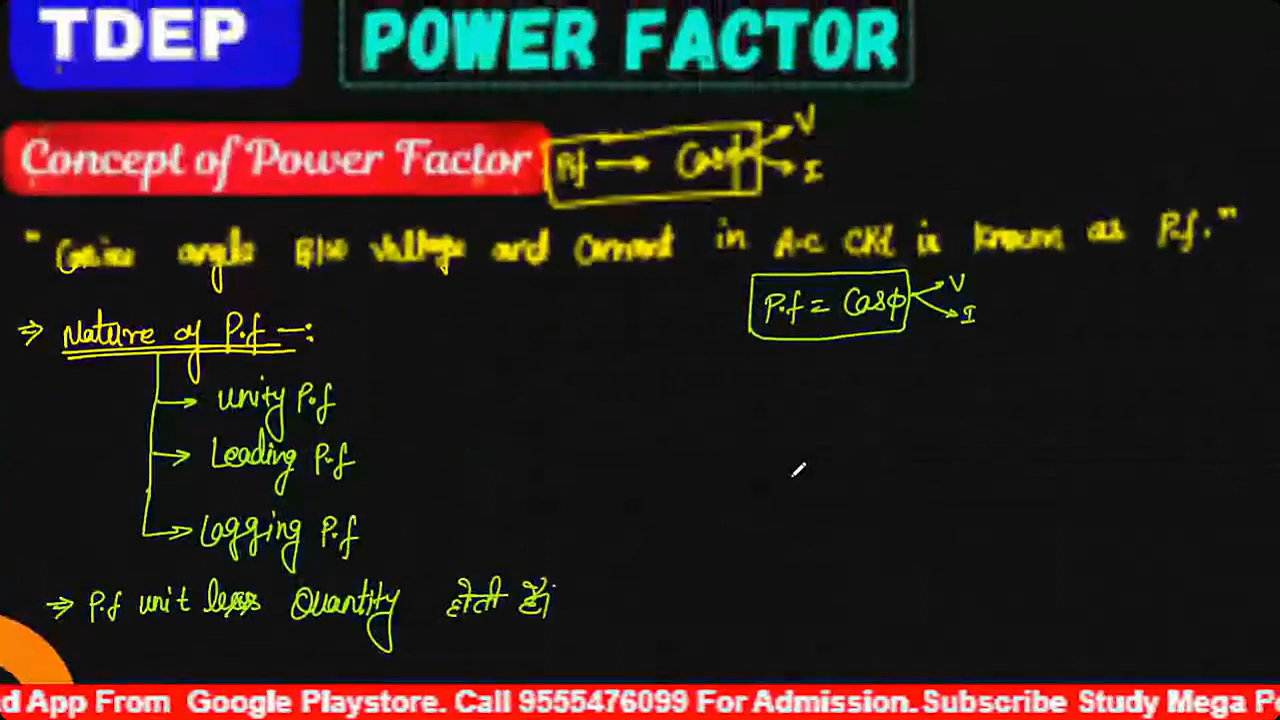 TDEP POWER FACTOR
Concept of Power Factor P.f → Cosφ V I
"Cosine angle B/w Voltage and Current in A.C CKt is known as P.f."
P.f = Cosφ V I
⇒ Nature of P.f —:
→ Unity P.f
→ Leading P.f
→ Lagging P.f
⇒ P.f unit less Quantity होती है।
d App From Google Playstore. Call 9555476099 For Admission. Subscribe Study Mega P